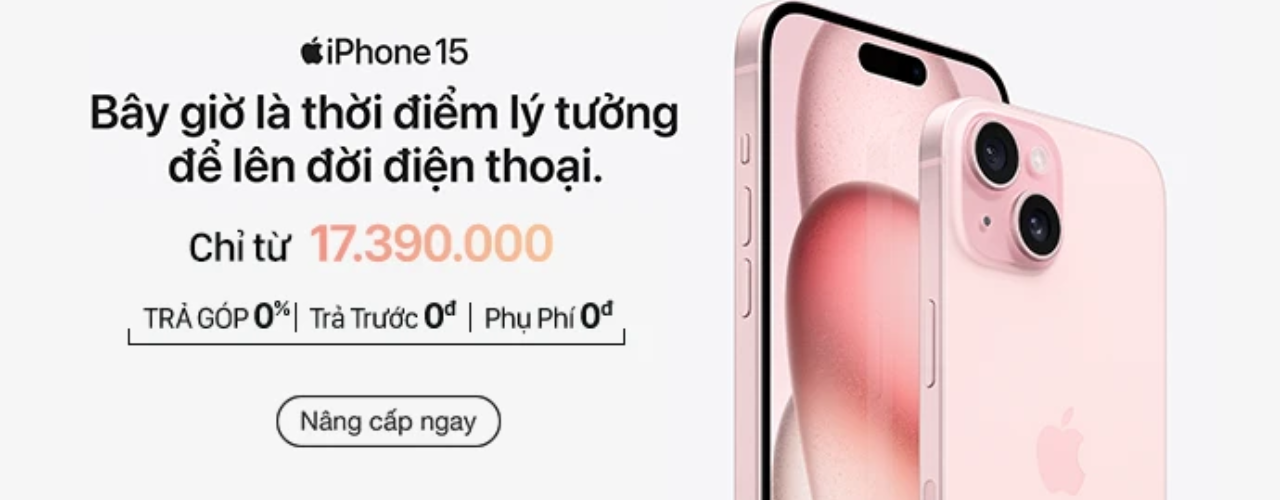 iPhone 15
Bây giờ là thời điểm lý tưởng
để lên đời điện thoại.
Chỉ từ 17.390.000
TRẢ GÓP 0% | Trả Trước 0đ | Phụ Phí 0đ
Nâng cấp ngay